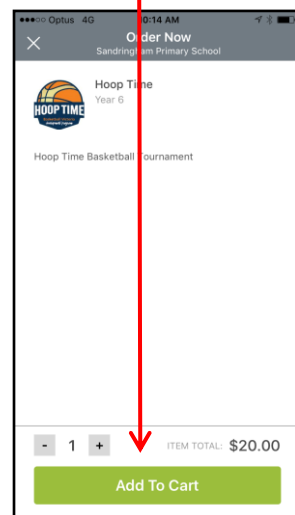 Optus 4G 10:14 AM
Order Now
Sandringham Primary School
Hoop Time
Year 6
HOOP TIME
Hoop Time Basketball Tournament
- 1 + ITEM TOTAL: $20.00
Add To Cart